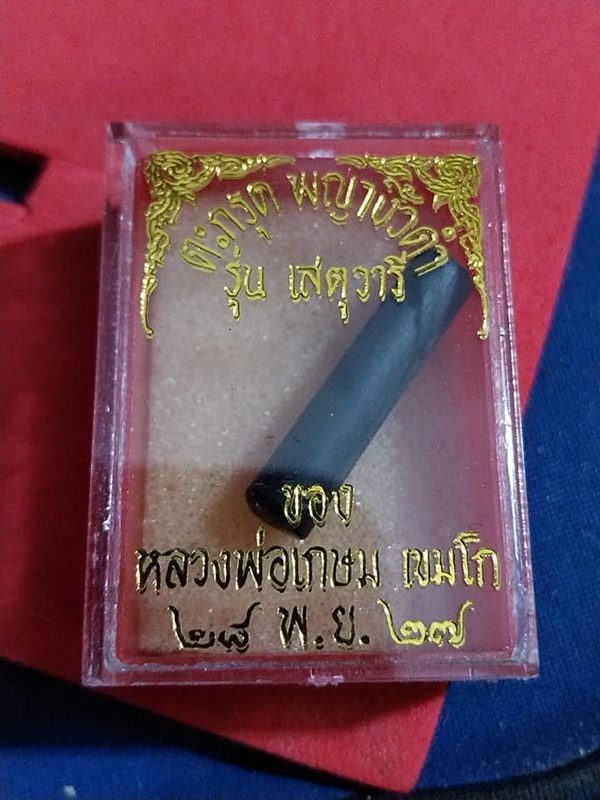 ตะกรุด พญาบั้วดำ
รุ่น เสตุวารี
ของ
หลวงพ่อเกษม เขมโก
๒๘ พ.ย. ๒๗